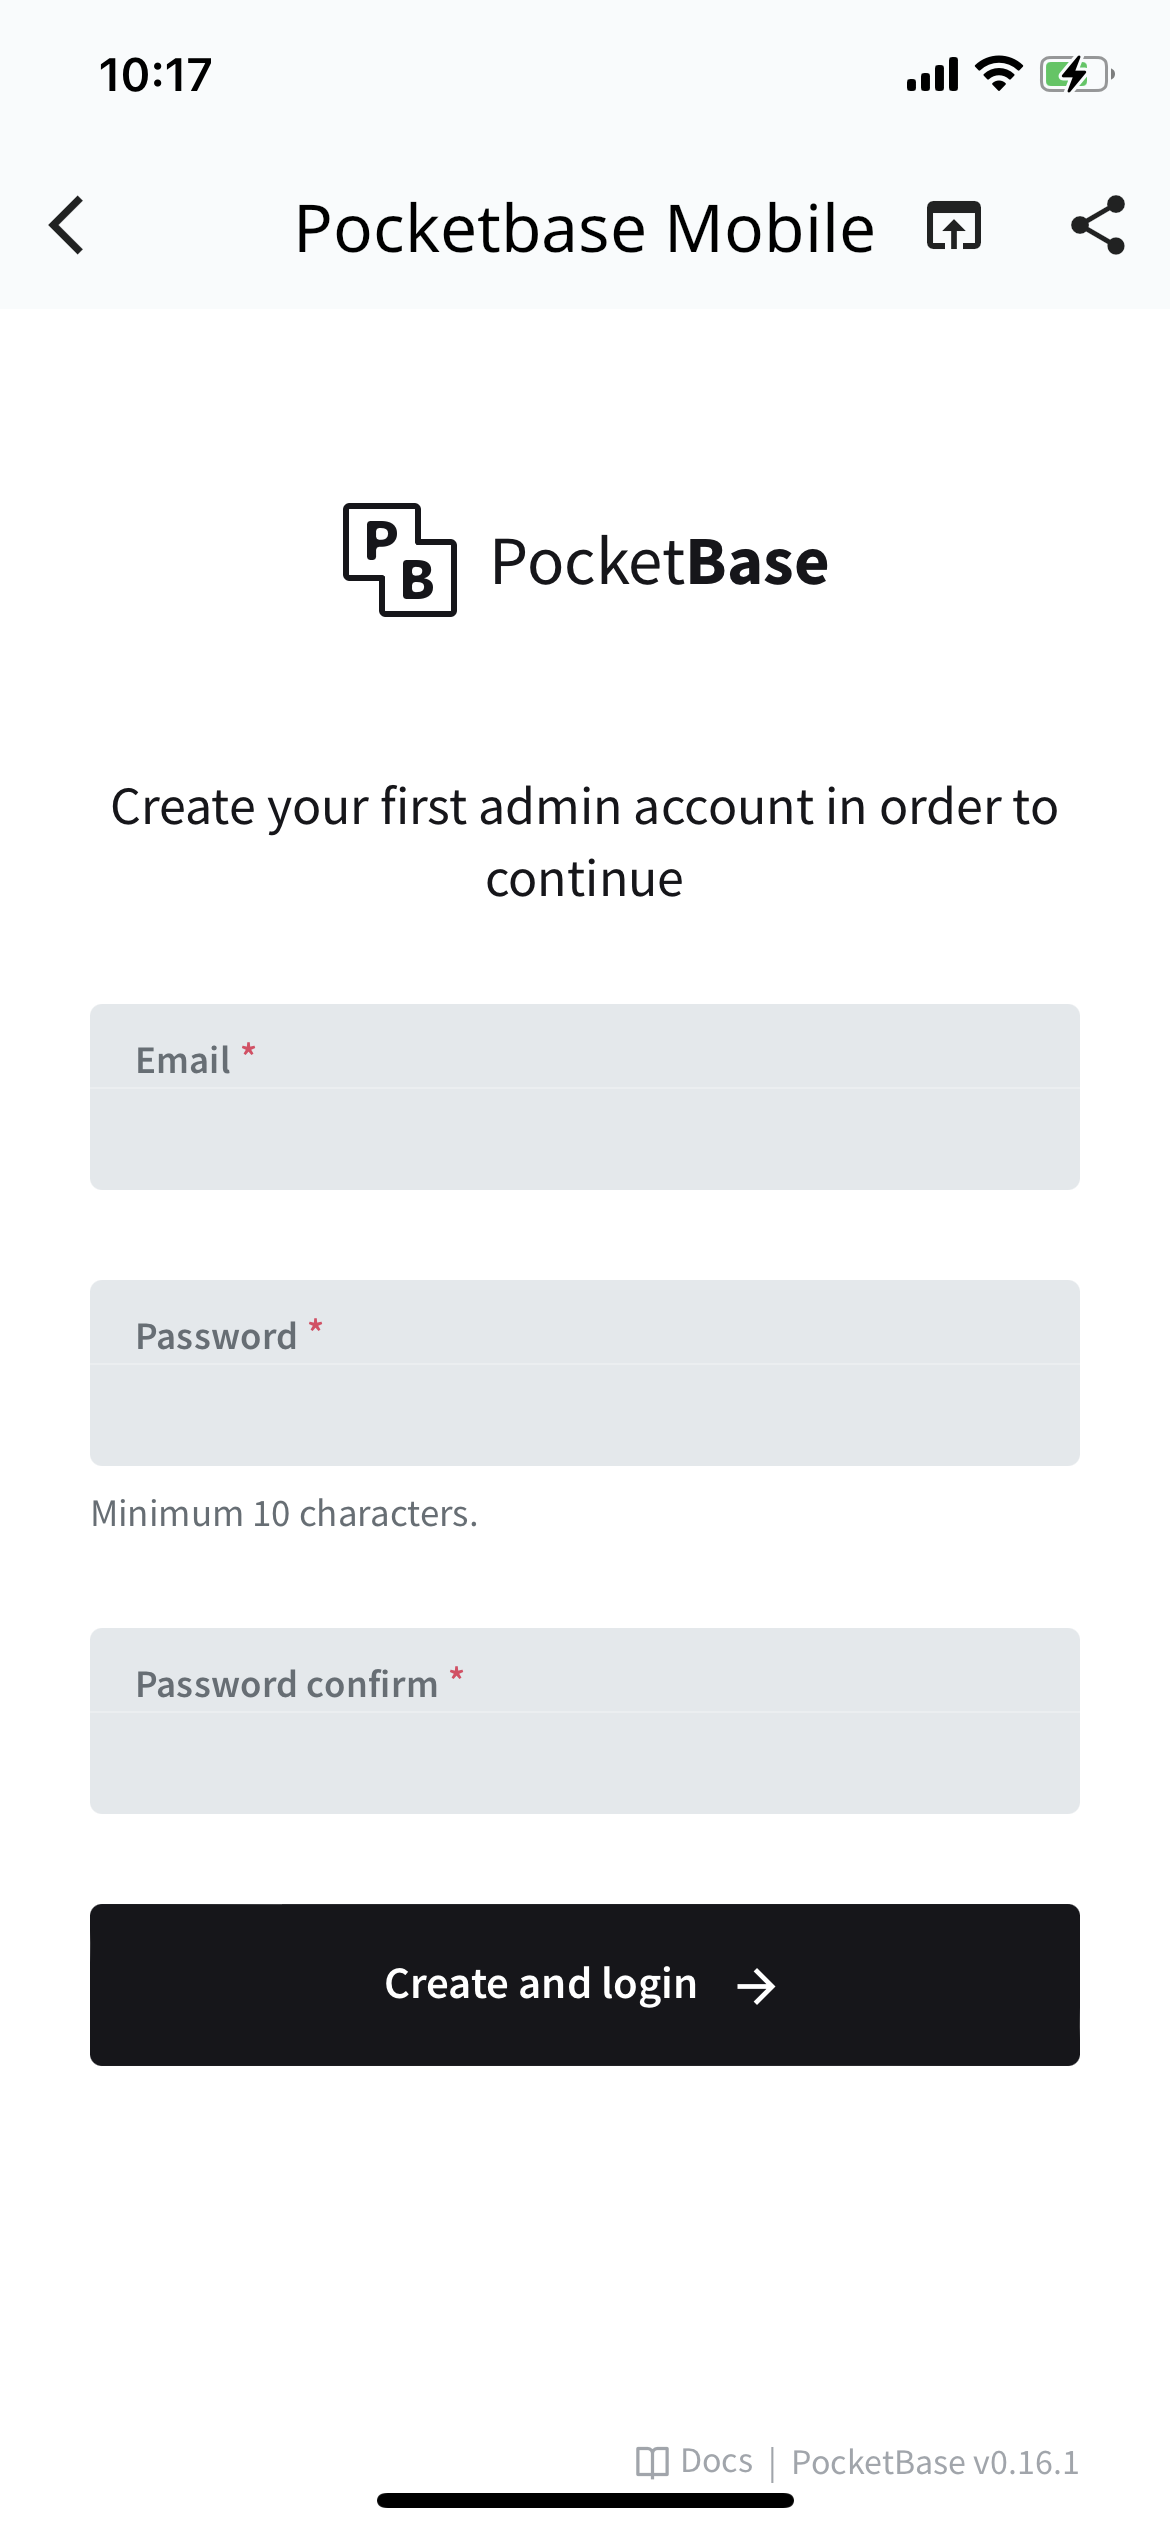 10:17
Pocketbase Mobile
P
B
PocketBase
Create your first admin account in order to
continue
Email *
Password *
Minimum 10 characters.
Password confirm *
Create and login →
Docs | PocketBase v0.16.1